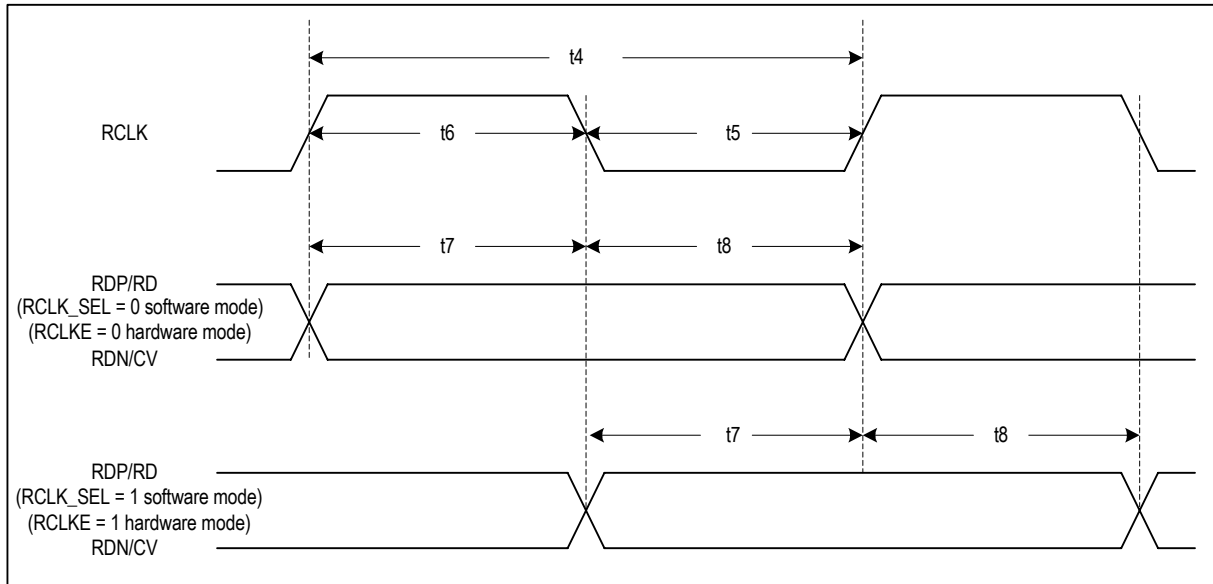 t4
RCLK
t6
t5
t7
t8
RDP/RD
(RCLK_SEL = 0 software mode)
(RCLKE = 0 hardware mode)
RDN/CV
t7
t8
RDP/RD
(RCLK_SEL = 1 software mode)
(RCLKE = 1 hardware mode)
RDN/CV